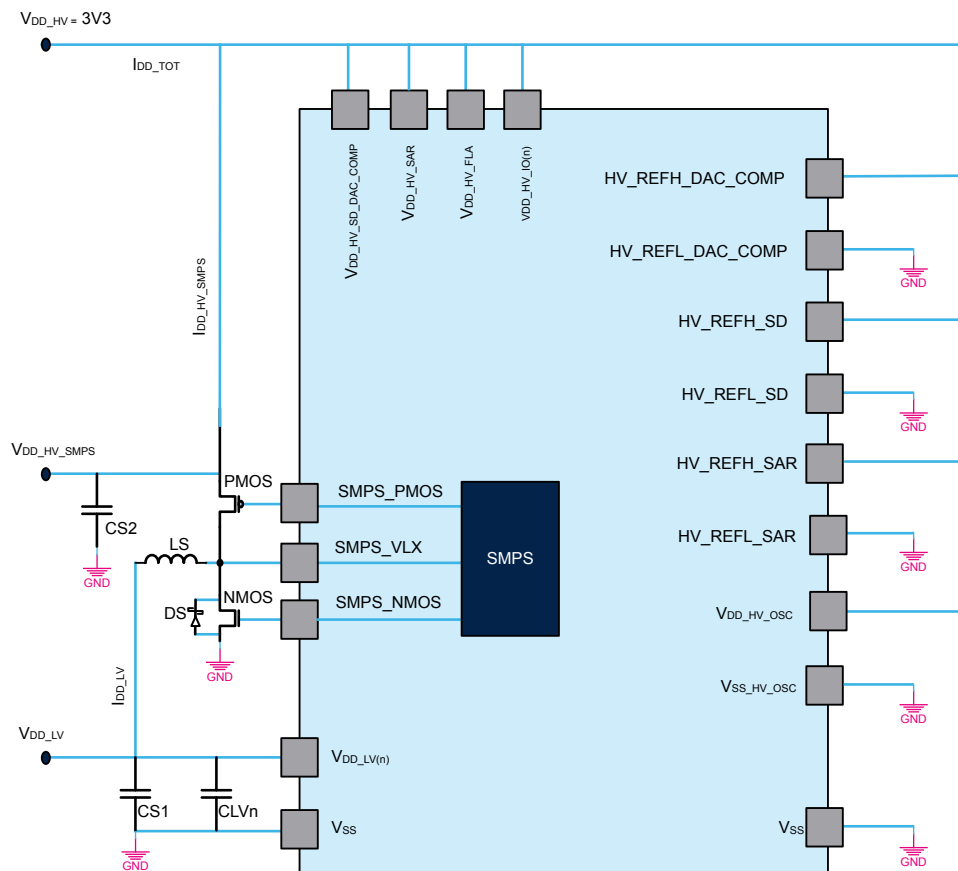 VDD_HV = 3V3
IDD_TOT
VDD_HV_SD_DAC_COMP
VDD_HV_SAR
VDD_HV_FLA
VDD_HV_IO(n)
HV_REFH_DAC_COMP
HV_REFL_DAC_COMP
GND
IDD_HV_SMPS
HV_REFH_SD
HV_REFL_SD
GND
VDD_HV_SMPS
HV_REFH_SAR
PMOS
SMPS_PMOS
CS2
HV_REFL_SAR
GND
LS
SMPS_VLX
SMPS
GND
NMOS
SMPS_NMOS
DS
VDD_HV_OSC
GND
IDD_LV
VSS_HV_OSC
GND
VDD_LV
VDD_LV(n)
CS1
CLVn
VSS
VSS
GND
GND